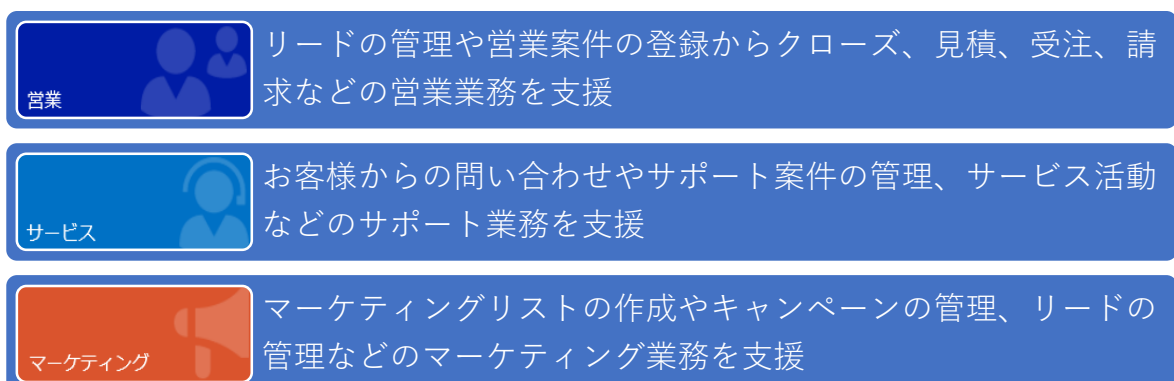 営業
リードの管理や営業案件の登録からクローズ、見積、受注、請
求などの営業業務を支援
サービス
お客様からの問い合わせやサポート案件の管理、サービス活動
などのサポート業務を支援
マーケティング
マーケティングリストの作成やキャンペーンの管理、リードの
管理などのマーケティング業務を支援